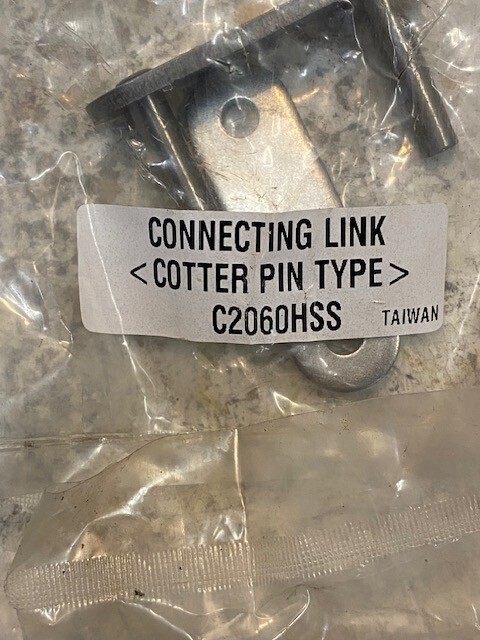 CONNECTING LINK
<COTTER PIN TYPE>
C2060HSS TAIWAN